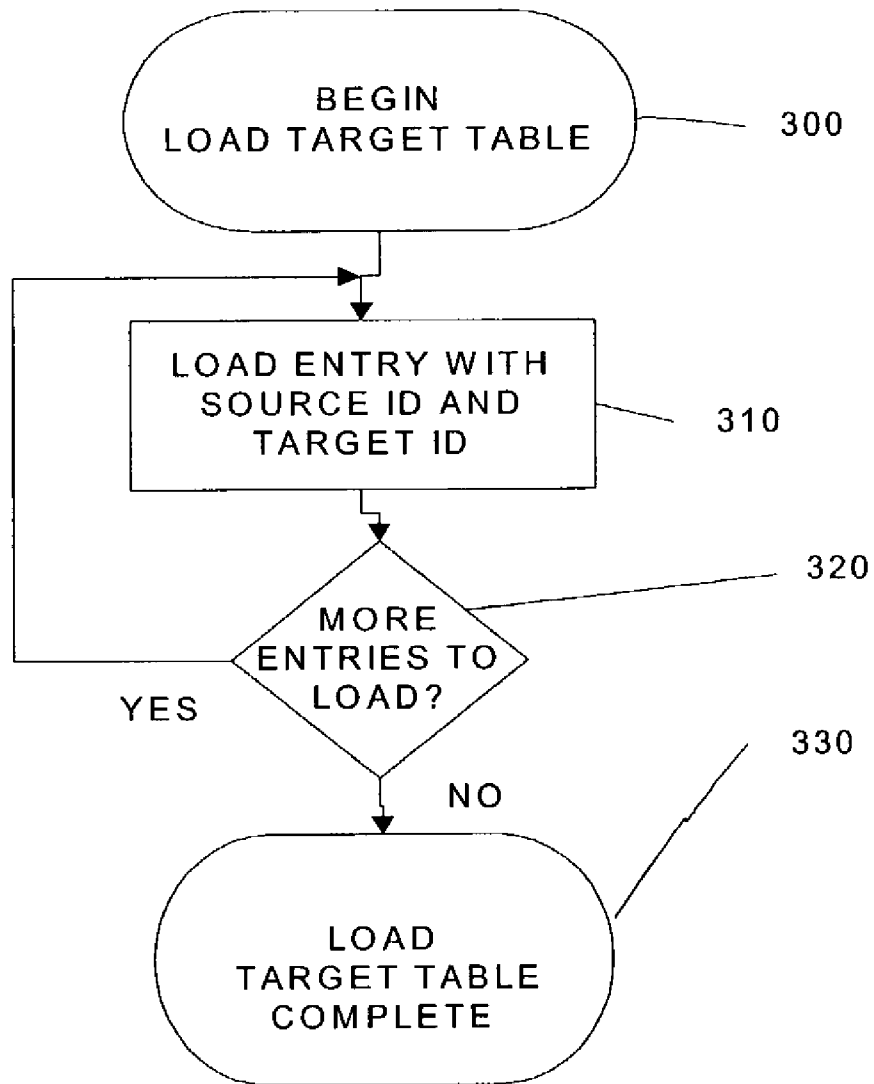 BEGIN
LOAD TARGET TABLE
300
LOAD ENTRY WITH
SOURCE ID AND
TARGET ID
310
320
MORE
ENTRIES TO
LOAD?
YES
330
NO
LOAD
TARGET TABLE
COMPLETE